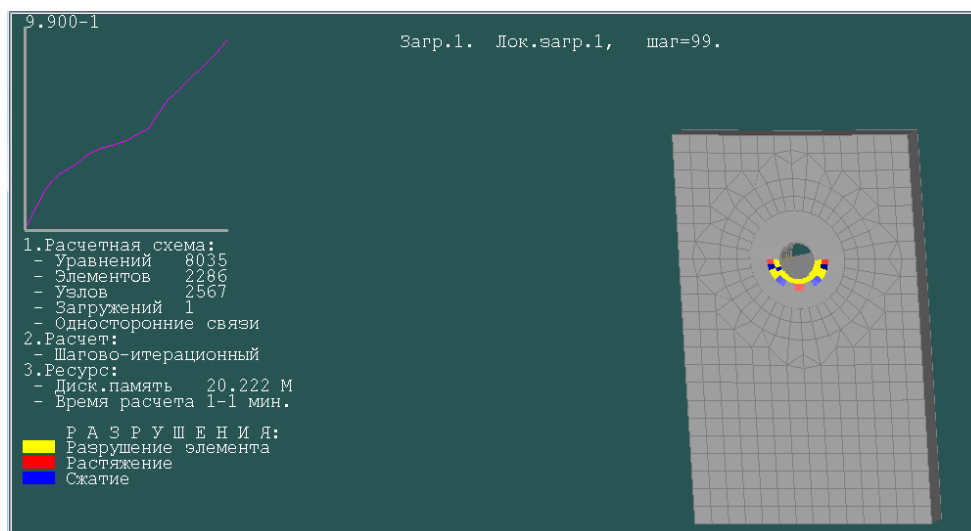 9.900-1
Загр.1. Лок.загр.1, шаг=99.
1.Расчетная схема:
- Уравнений 8035
- Элементов 2286
- Узлов 2567
- Загружений 1
- Односторонние связи
2.Расчет:
- Шагово-итерационный
3.Ресурс:
- Диск.память 20.222 М
- Время расчета 1-1 мин.
Р А З Р У Ш Е Н И Я:
Разрушение элемента
Растяжение
Сжатие